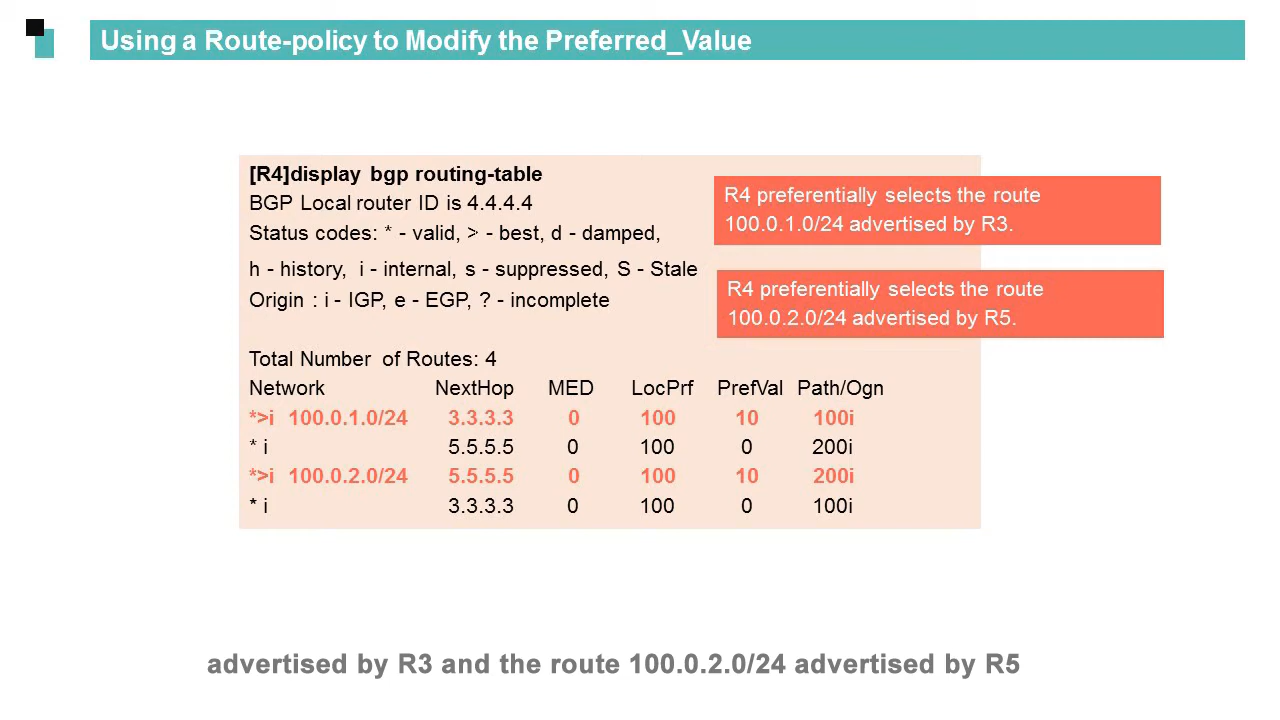 Using a Route-policy to Modify the Preferred_Value
[R4]display bgp routing-table
BGP Local router ID is 4.4.4.4
Status codes: * - valid, > - best, d - damped,
h - history, i - internal, s - suppressed, S - Stale
Origin : i - IGP, e - EGP, ? - incomplete
R4 preferentially selects the route
100.0.1.0/24 advertised by R3.
R4 preferentially selects the route
100.0.2.0/24 advertised by R5.
Total Number of Routes: 4
Network NextHop MED LocPrf PrefVal Path/Ogn
*>i 100.0.1.0/24 3.3.3.3 0 100 10 100i
* i 5.5.5.5 0 100 0 200i
*>i 100.0.2.0/24 5.5.5.5 0 100 10 200i
* i 3.3.3.3 0 100 0 100i
advertised by R3 and the route 100.0.2.0/24 advertised by R5